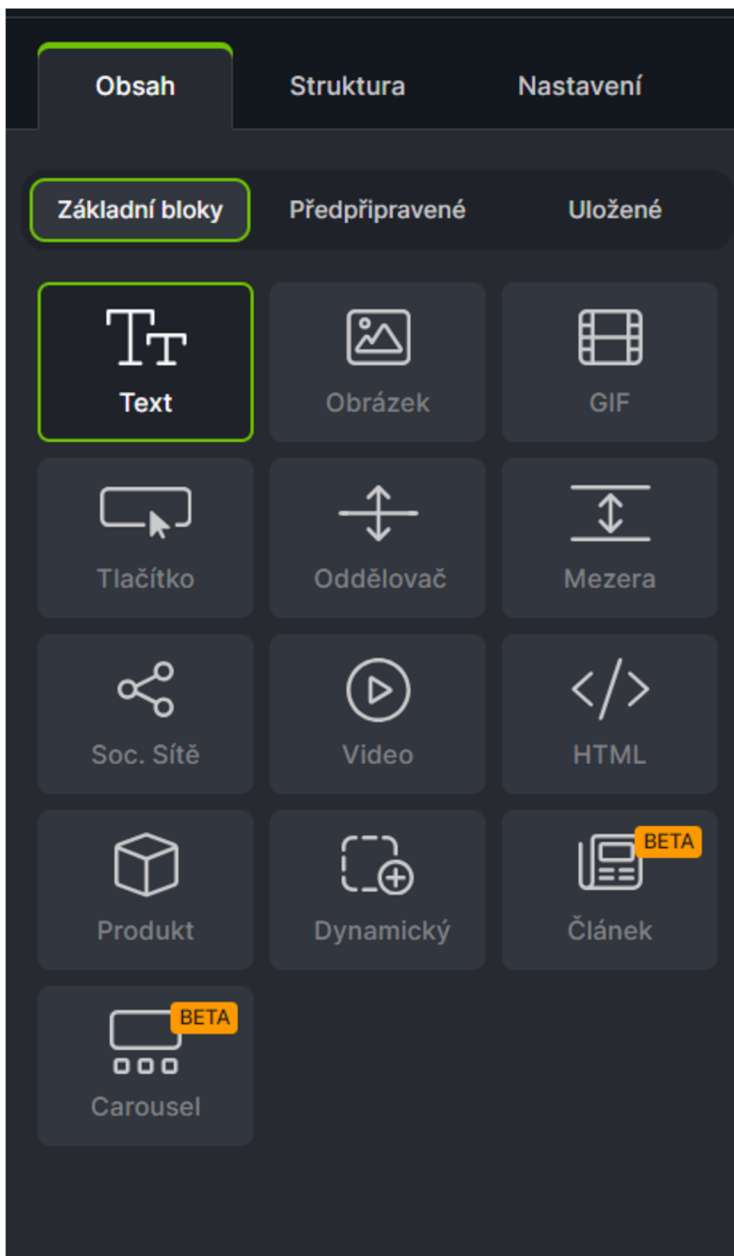 Obsah Struktura Nastavení
Základní bloky Předpřipravené Uložené
Text Obrázek GIF
Tlačítko Oddělovač Mezera
Soc. Sítě Video HTML
BETA
Produkt Dynamický Článek
BETA
Carousel